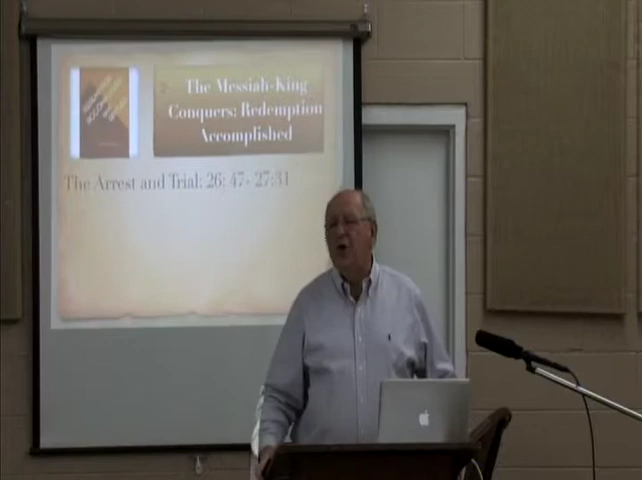 The Messiah-King
Conquers: Redemption
Accomplished
The Arrest and Trial: 26: 47- 27:31